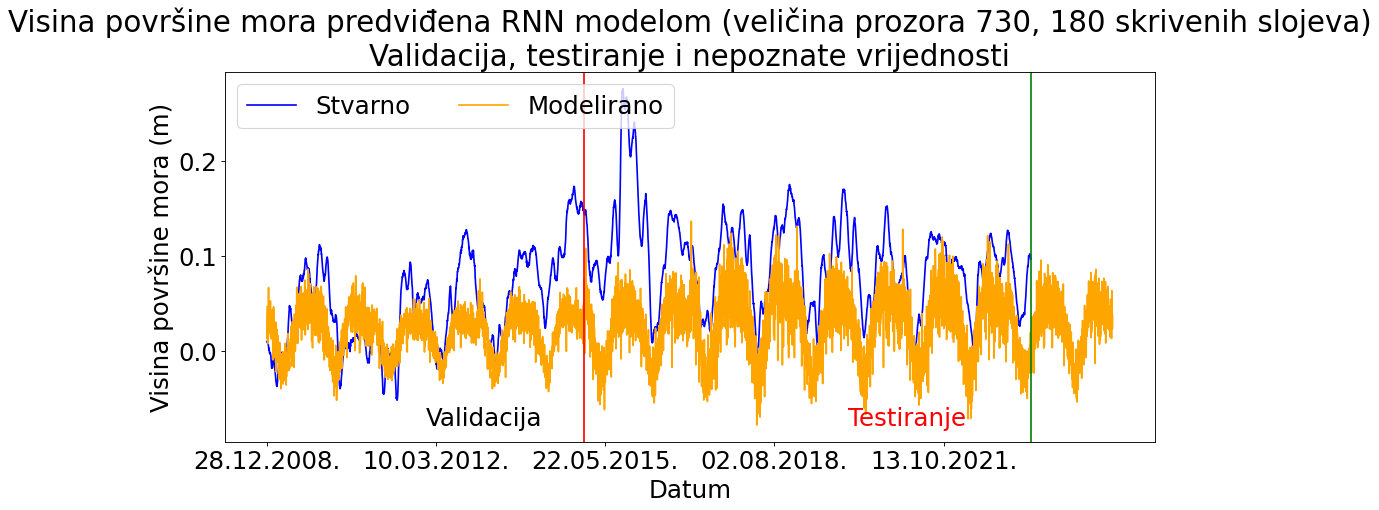 Visina površine mora predviđena RNN modelom (veličina prozora 730, 180 skrivenih slojeva)
Validacija, testiranje i nepoznate vrijednosti
Stvarno Modelirano
Visina površine mora (m)
0.2
0.1
0.0
Validacija Testiranje
28.12.2008. 10.03.2012. 22.05.2015. 02.08.2018. 13.10.2021.
Datum